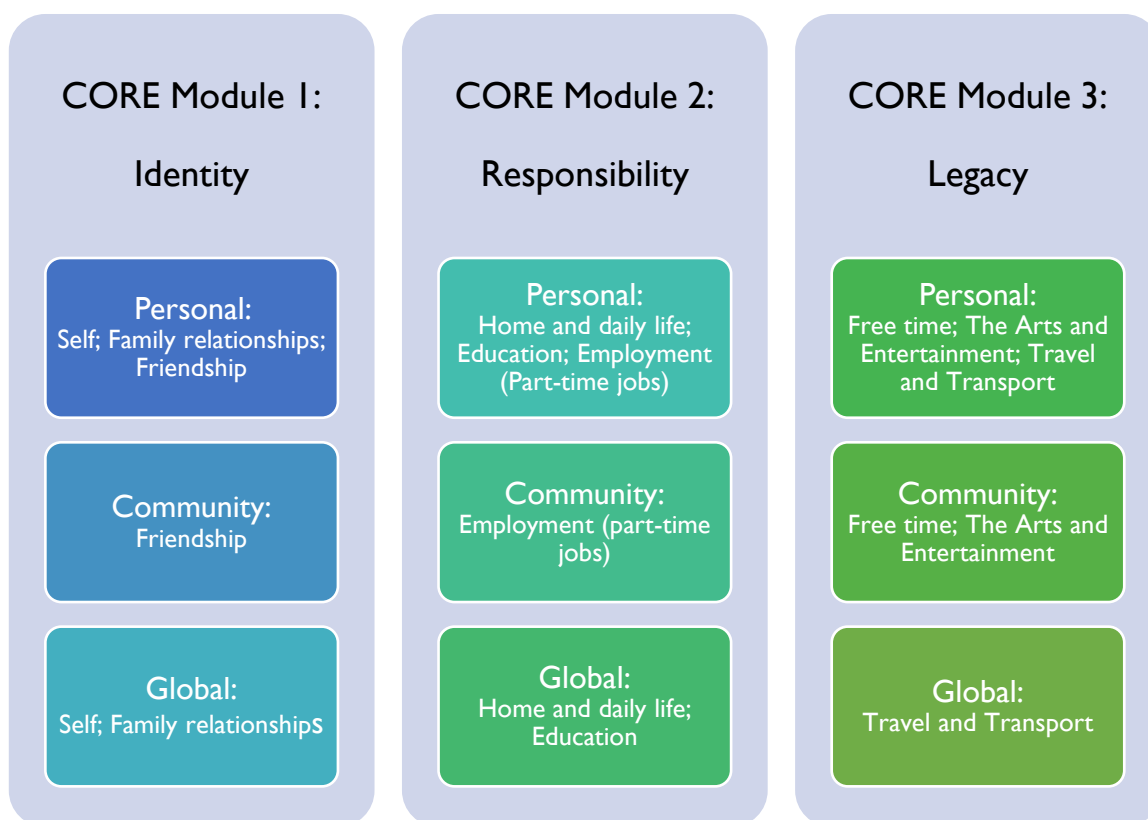 CORE Module 1:
Identity
Personal:
Self; Family relationships;
Friendship
Community:
Friendship
Global:
Self; Family relationships
CORE Module 2:
Responsibility
Personal:
Home and daily life;
Education; Employment
(Part-time jobs)
Community:
Employment (part-time
jobs)
Global:
Home and daily life;
Education
CORE Module 3:
Legacy
Personal:
Free time; The Arts and
Entertainment; Travel
and Transport
Community:
Free time; The Arts and
Entertainment
Global:
Travel and Transport